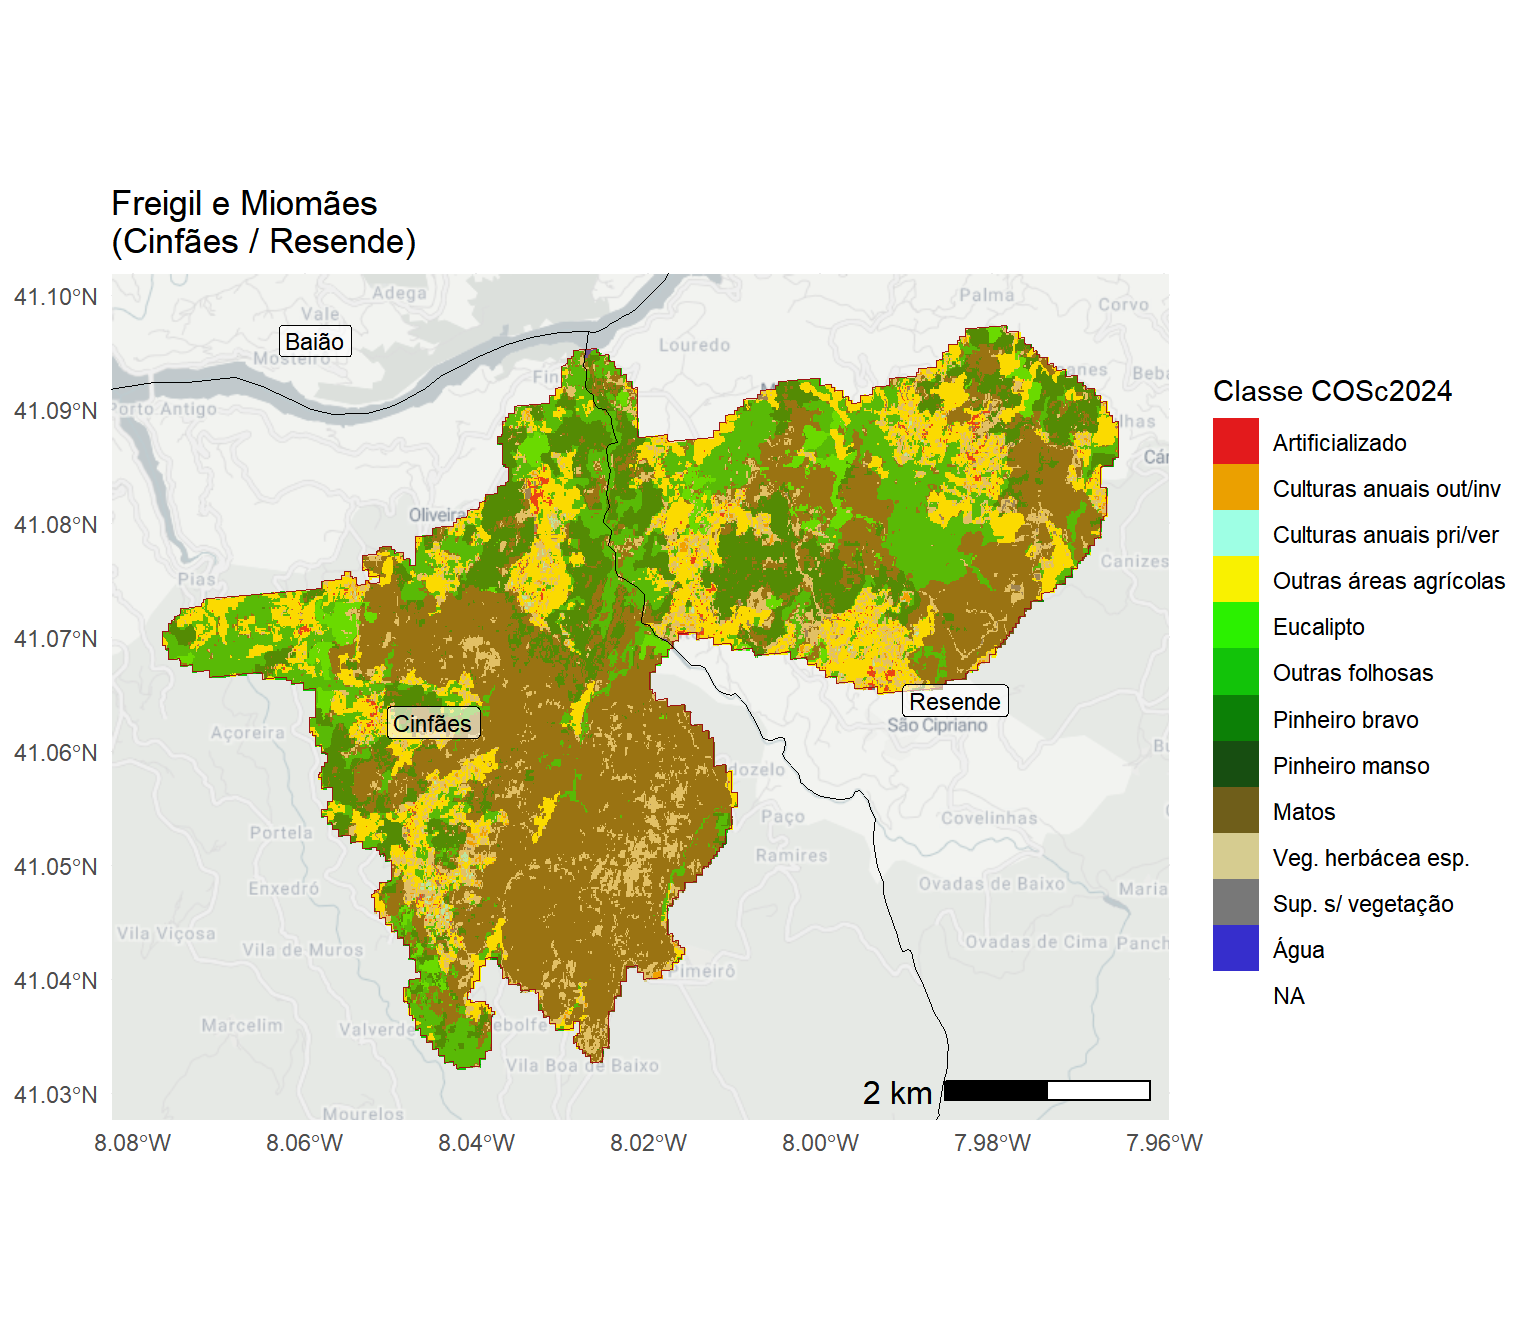 Freigil e Miomães
(Cinfães / Resende)
41.10°N
41.09°N
41.08°N
41.07°N
41.06°N
41.05°N
41.04°N
41.03°N
8.08°W
8.06°W
8.04°W
8.02°W
8.00°W
7.98°W
7.96°W
Adega
Vale
Baião
Mosteiro
Palma
Corvo
Louredo
Porto Antigo
Oliveira
Pias
Canizes
Cinfães
Resende
São Cipriano
Açoreira
Paço
Covelinhas
Portela
Ramires
Enxedró
Ovadas de Baixo
Vila Viçosa
Vila de Muros
Ovadas de Cima
Pimeirô
Marcelim
Valverde
Vila Boa de Baixo
Mourelos
2 km
Classe COSc2024
Artificializado
Culturas anuais out/inv
Culturas anuais pri/ver
Outras áreas agrícolas
Eucalipto
Outras folhosas
Pinheiro bravo
Pinheiro manso
Matos
Veg. herbácea esp.
Sup. s/ vegetação
Água
NA